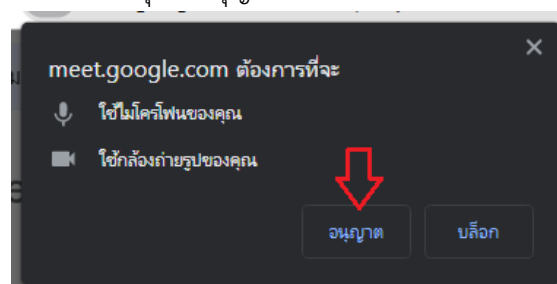 meet.google.com ต้องการที่จะ
ใช้ไมโครโฟนของคุณ
ใช้กล้องถ่ายรูปของคุณ
อนุญาต
บล็อก